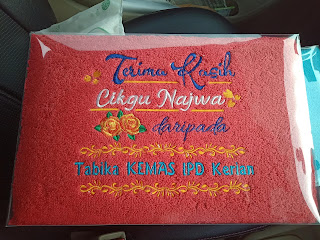 Terima Kasih
Cikgu Najwa
daripada
Tabika KEMAS IPD Kerian